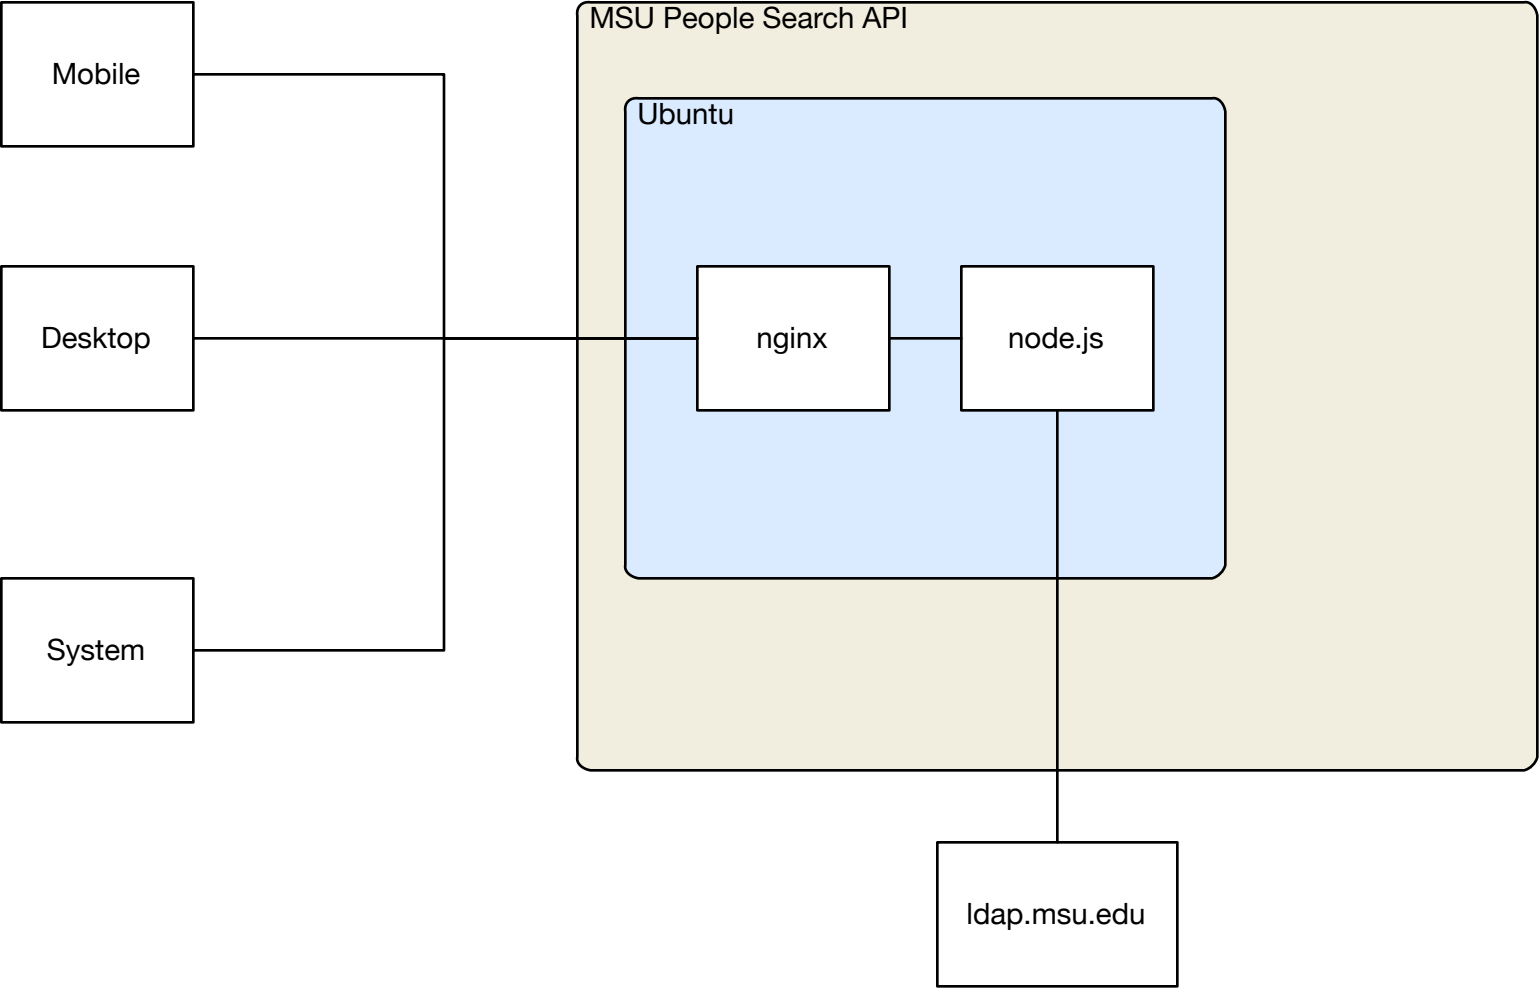 MSU People Search API
Mobile
Ubuntu
Desktop
nginx
node.js
System
ldap.msu.edu